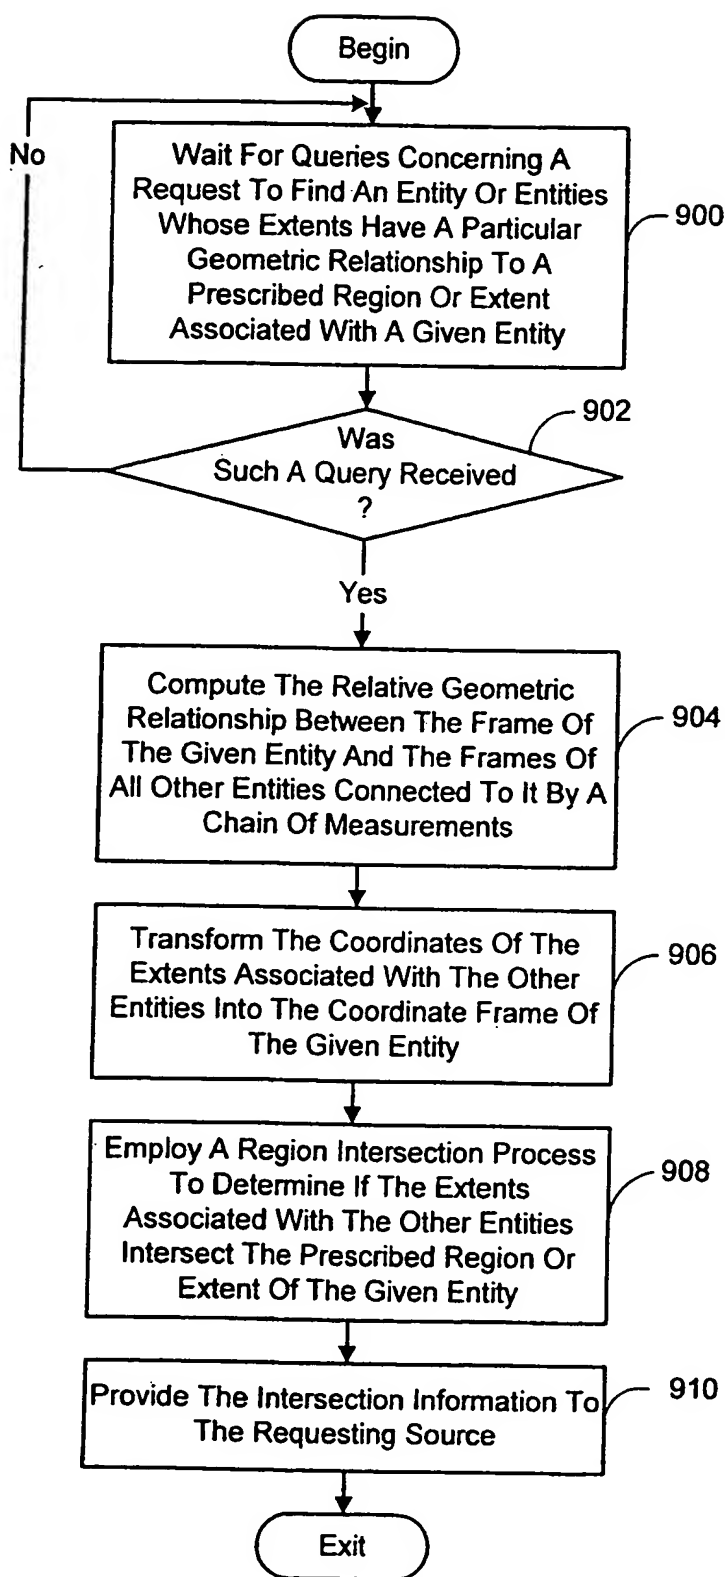 Begin
No
Wait For Queries Concerning A
Request To Find An Entity Or Entities
Whose Extents Have A Particular
Geometric Relationship To A
Prescribed Region Or Extent
Associated With A Given Entity
900
902
Was
Such A Query Received
?
Yes
Compute The Relative Geometric
Relationship Between The Frame Of
The Given Entity And The Frames Of
All Other Entities Connected To It By A
Chain Of Measurements
904
Transform The Coordinates Of The
Extents Associated With The Other
Entities Into The Coordinate Frame Of
The Given Entity
906
Employ A Region Intersection Process
To Determine If The Extents
Associated With The Other Entities
Intersect The Prescribed Region Or
Extent Of The Given Entity
908
Provide The Intersection Information To
The Requesting Source
910
Exit